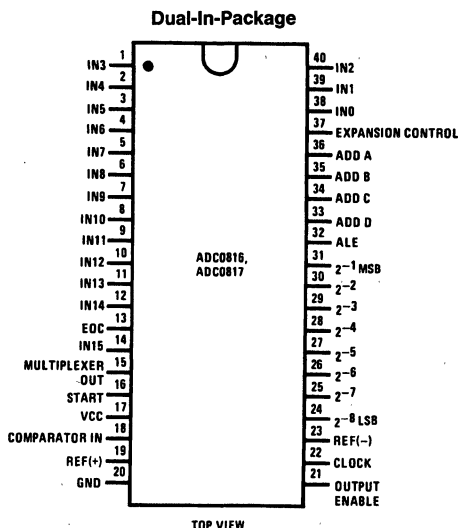 Dual-In-Package
1 IN3
2 IN4
3 IN5
4 IN6
5 IN7
6 IN8
7 IN9
8 IN10
9 IN11
10 IN12
11 IN13
12 IN14
13 EOC
14 IN15
15 MULTIPLEXER
OUT
16 START
17 VCC
18 COMPARATOR IN
19 REF(+)
20 GND
ADC0816,
ADC0817
40 IN2
39 IN1
38 IN0
37 EXPANSION CONTROL
36 ADD A
35 ADD B
34 ADD C
33 ADD D
32 ALE
31 2⁻¹ MSB
30 2⁻²
29 2⁻³
28 2⁻⁴
27 2⁻⁵
26 2⁻⁶
25 2⁻⁷
24 2⁻⁸ LSB
23 REF(−)
22 CLOCK
21 OUTPUT
ENABLE
TOP VIEW